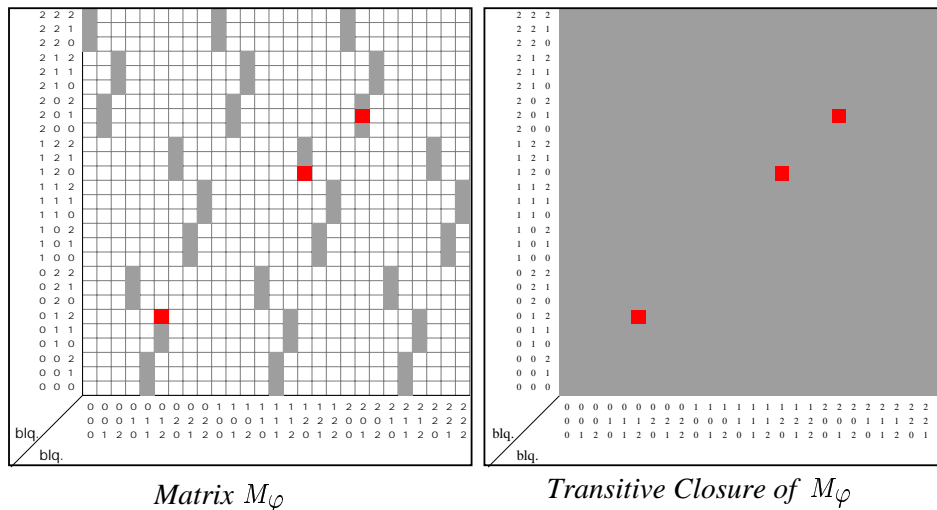 2 2 2
2 2 1
2 2 0
2 1 2
2 1 1
2 1 0
2 0 2
2 0 1
2 0 0
1 2 2
1 2 1
1 2 0
1 1 2
1 1 1
1 1 0
1 0 2
1 0 1
1 0 0
0 2 2
0 2 1
0 2 0
0 1 2
0 1 1
0 1 0
0 0 2
0 0 1
0 0 0
0 0 0 0 0 0 0 0 0 1 1 1 1 1 1 1 1 1 2 2 2 2 2 2 2 2 2
0 0 0 1 1 1 2 2 2 0 0 0 1 1 1 2 2 2 0 0 0 1 1 1 2 2 2
0 1 2 0 1 2 0 1 2 0 1 2 0 1 2 0 1 2 0 1 2 0 1 2 0 1 2
blq.
blq.
Matrix Mφ
2 2 2
2 2 1
2 2 0
2 1 2
2 1 1
2 1 0
2 0 2
2 0 1
2 0 0
1 2 2
1 2 1
1 2 0
1 1 2
1 1 1
1 1 0
1 0 2
1 0 1
1 0 0
0 2 2
0 2 1
0 2 0
0 1 2
0 1 1
0 1 0
0 0 2
0 0 1
0 0 0
0 0 0 0 0 0 0 0 0 1 1 1 1 1 1 1 1 1 2 2 2 2 2 2 2 2
0 0 0 1 1 1 2 2 2 0 0 0 1 1 1 2 2 2 0 0 0 1 1 1 2 2
0 1 2 0 1 2 0 1 2 0 1 2 0 1 2 0 1 2 0 1 2 0 1 2 0 1
blq.
blq.
Transitive Closure of Mφ